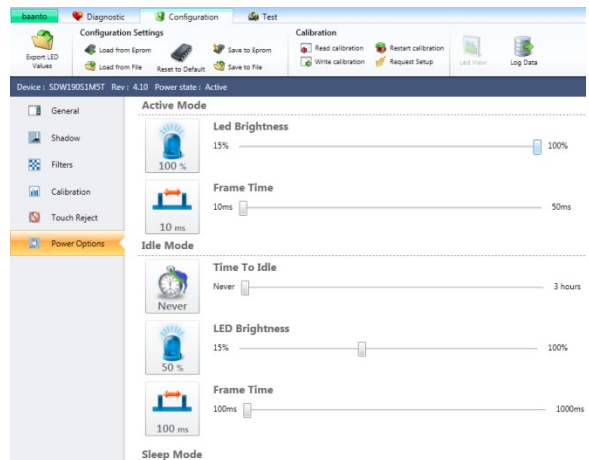 baanto Diagnostic Configuration Test
Configuration Settings Calibration
Export LED Values
Load from Eprom
Load from File
Reset to Default
Save to Eprom
Save to File
Read calibration
Write calibration
Restart calibration
Request Setup
Led View
Log Data
Device : SDW19051M5T Rev : 4.10 Power state : Active
General
Shadow
Filters
Calibration
Touch Reject
Power Options
Active Mode
Led Brightness
100 %
15% 100%
Frame Time
10 ms
10ms 50ms
Idle Mode
Time To Idle
Never
Never 3 hours
LED Brightness
50 %
15% 100%
Frame Time
100 ms
100ms 1000ms
Sleep Mode